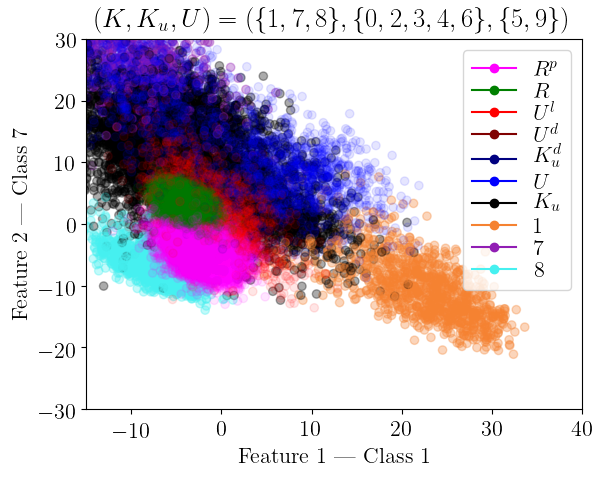 (K, K_u, U) = ({1, 7, 8}, {0, 2, 3, 4, 6}, {5, 9})
30
20
10
0
−10
−20
−30
Feature 2 — Class 7
−10
0
10
20
30
40
Feature 1 — Class 1
R^p
R
U^l
U^d
K_u^d
U
K_u
1
7
8